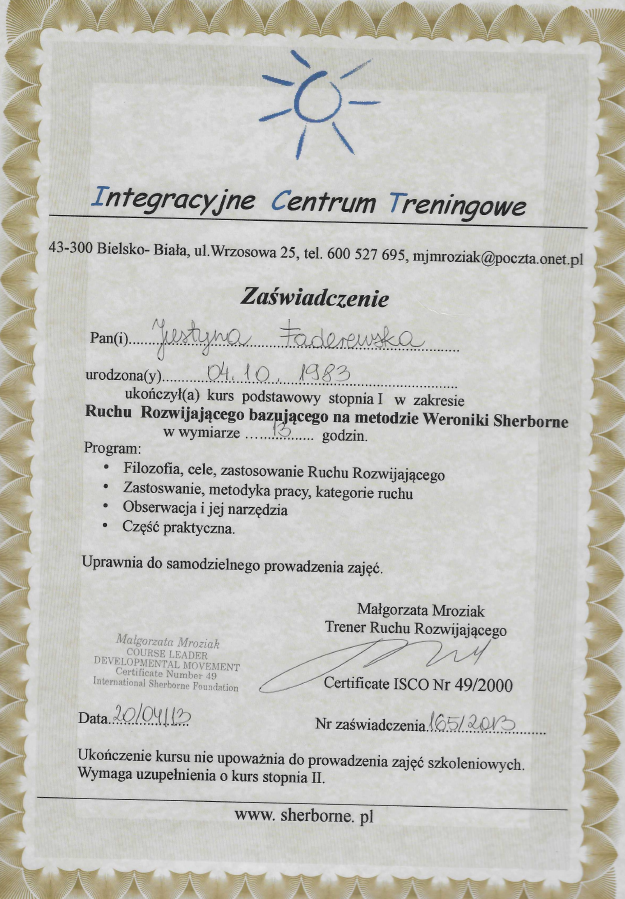 Integracyjne Centrum Treningowe
43-300 Bielsko- Biała, ul.Wrzosowa 25, tel. 600 527 695, mjmroziak@poczta.onet.pl
Zaświadczenie
Pan(i)....Justyna Faderewska
urodzona(y)....04.10.1983
ukończył(a) kurs podstawowy stopnia I w zakresie
Ruchu Rozwijającego bazującego na metodzie Weroniki Sherborne
w wymiarze ....13.... godzin.
Program:
• Filozofia, cele, zastosowanie Ruchu Rozwijającego
• Zastoswanie, metodyka pracy, kategorie ruchu
• Obserwacja i jej narzędzia
• Część praktyczna.
Uprawnia do samodzielnego prowadzenia zajęć.
Małgorzata Mroziak
Trener Ruchu Rozwijającego
Małgorzata Mroziak
COURSE LEADER
DEVELOPMENTAL MOVEMENT
Certificate Number 49
International Sherborne Foundation
Certificate ISCO Nr 49/2000
Data.20/04/13
Nr zaświadczenia.165/2013
Ukończenie kursu nie upoważnia do prowadzenia zajęć szkoleniowych.
Wymaga uzupełnienia o kurs stopnia II.
www. sherborne. pl